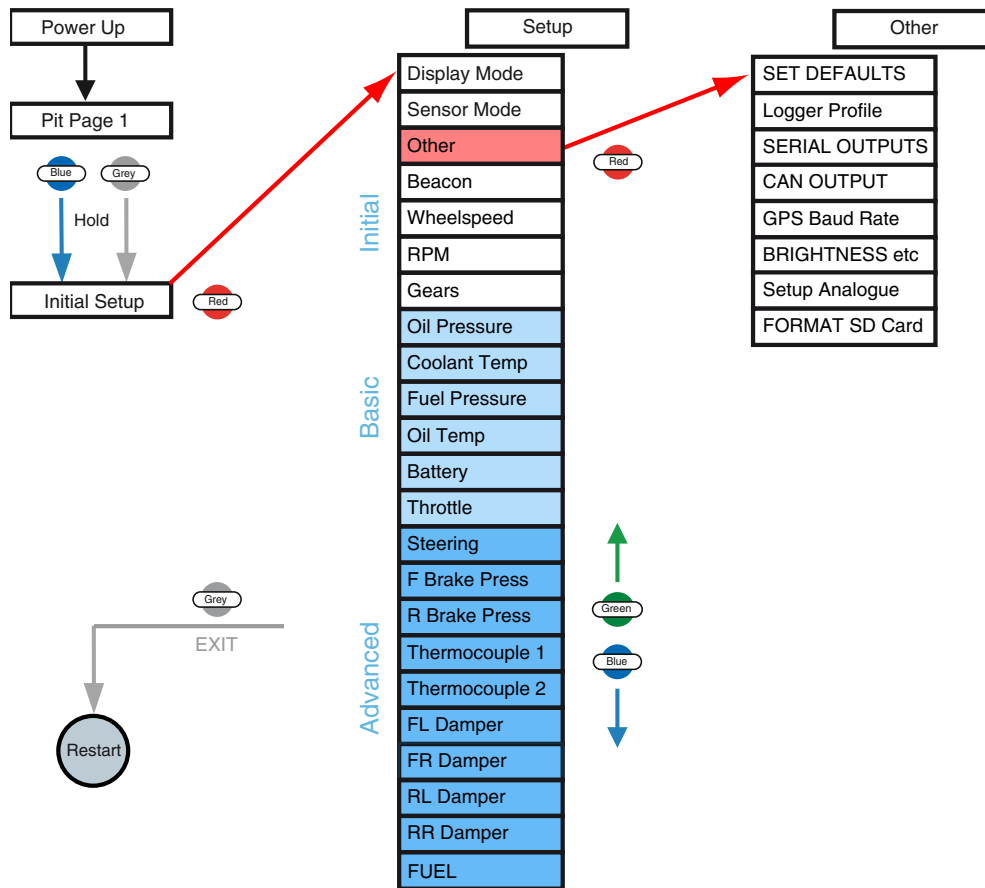 Power Up
Pit Page 1
Blue
Grey
Hold
Initial Setup
Red
Setup
Display Mode
Sensor Mode
Other
Beacon
Wheelspeed
RPM
Gears
Oil Pressure
Coolant Temp
Fuel Pressure
Oil Temp
Battery
Throttle
Steering
F Brake Press
R Brake Press
Thermocouple 1
Thermocouple 2
FL Damper
FR Damper
RL Damper
RR Damper
FUEL
Initial
Basic
Advanced
Red
Other
SET DEFAULTS
Logger Profile
SERIAL OUTPUTS
CAN OUTPUT
GPS Baud Rate
BRIGHTNESS etc
Setup Analogue
FORMAT SD Card
Green
Blue
Grey
EXIT
Restart